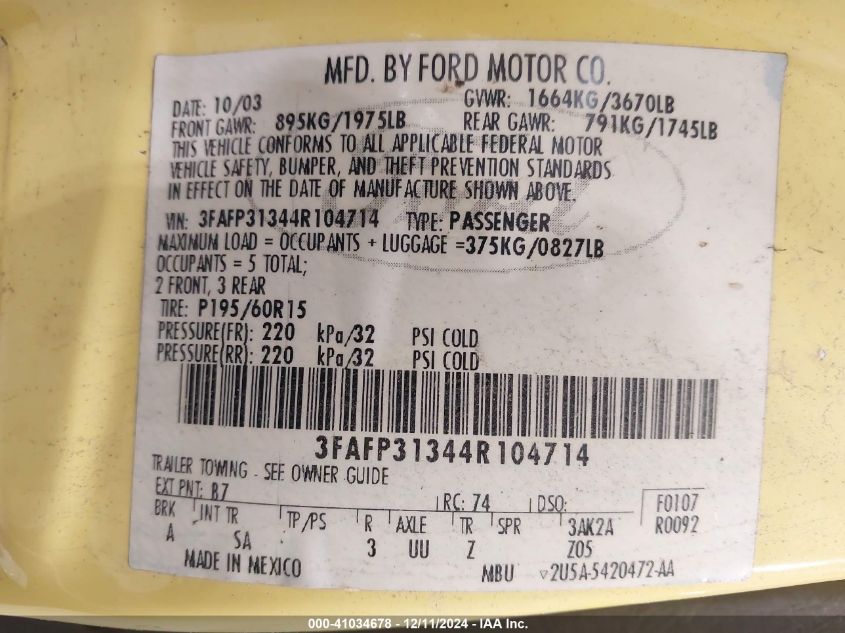 MFD. BY FORD MOTOR CO.
DATE: 10/03 GVWR: 1664KG/3670LB
FRONT GAWR: 895KG/1975LB REAR GAWR: 791KG/1745LB
THIS VEHICLE CONFORMS TO ALL APPLICABLE FEDERAL MOTOR
VEHICLE SAFETY, BUMPER, AND THEFT PREVENTION STANDARDS
IN EFFECT ON THE DATE OF MANUFACTURE SHOWN ABOVE.
VIN: 3FAFP31344R104714 TYPE: PASSENGER
MAXIMUM LOAD = OCCUPANTS + LUGGAGE =375KG/0827LB
OCCUPANTS = 5 TOTAL;
2 FRONT, 3 REAR
TIRE: P195/60R15
PRESSURE(FR): 220 kPa/32 PSI COLD
PRESSURE(RR): 220 kPa/32 PSI COLD
3FAFP31344R104714
TRAILER TOWING - SEE OWNER GUIDE
EXT PNT: B7 RC: 74 DSO: F0107
BRK INT TR TP/PS R AXLE TR SPR 3AK2A R0092
A SA 3 UU Z Z05
MADE IN MEXICO MBU 2U5A-5420472-AA
000-41034678 - 12/11/2024 - IAA Inc.